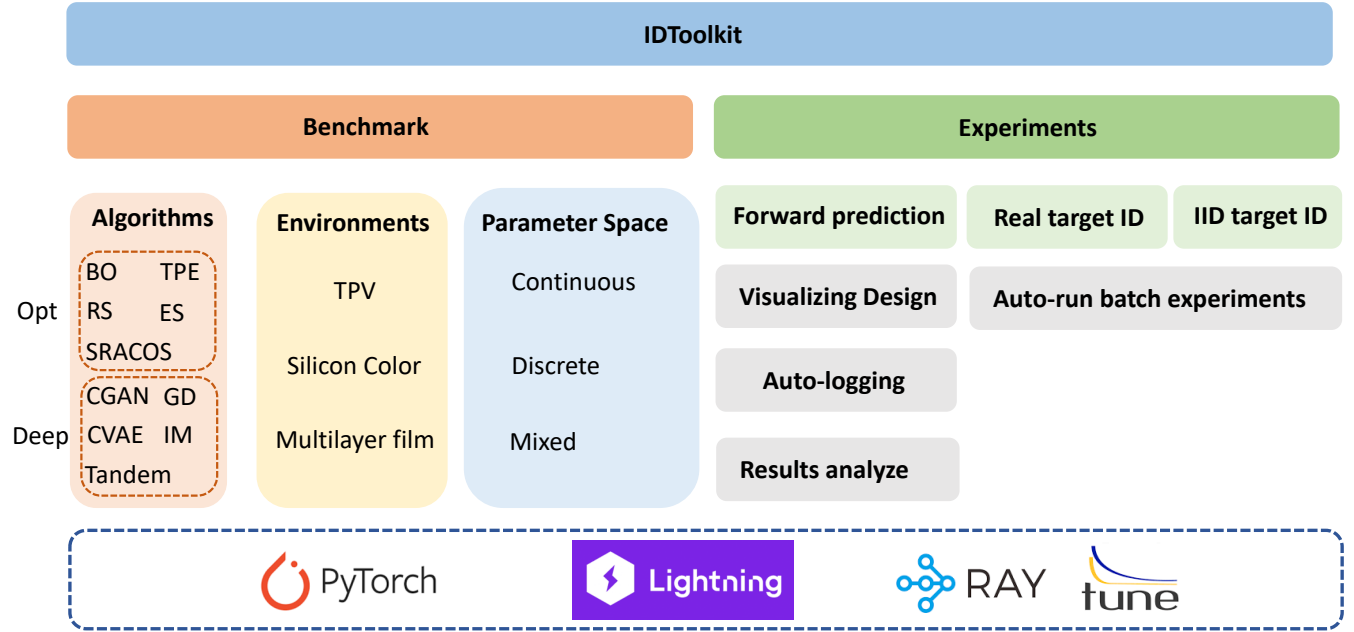 IDToolkit
Benchmark
Experiments
Algorithms
Opt
BO TPE
RS ES
SRACOS
Deep
CGAN GD
CVAE IM
Tandem
Environments
TPV
Silicon Color
Multilayer film
Parameter Space
Continuous
Discrete
Mixed
Forward prediction
Real target ID
IID target ID
Visualizing Design
Auto-run batch experiments
Auto-logging
Results analyze
PyTorch
Lightning
RAY
tune